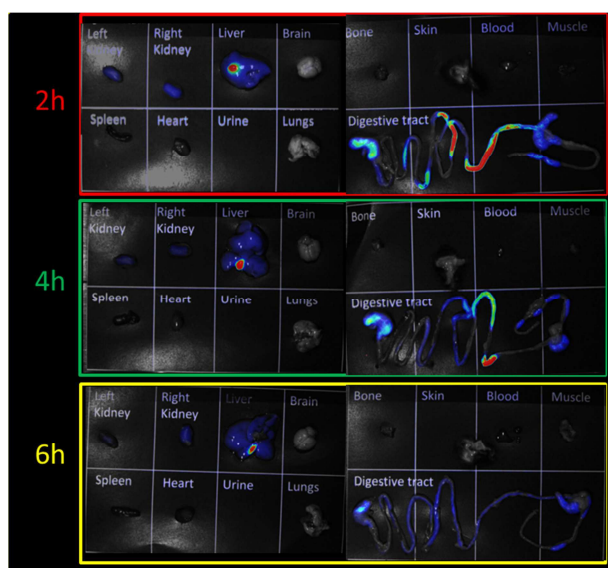 2h
Left Kidney
Right Kidney
Liver
Brain
Bone
Skin
Blood
Muscle
Spleen
Heart
Urine
Lungs
Digestive tract
4h
Left Kidney
Right Kidney
Liver
Brain
Bone
Skin
Blood
Muscle
Spleen
Heart
Urine
Lungs
Digestive tract
6h
Left Kidney
Right Kidney
Liver
Brain
Bone
Skin
Blood
Muscle
Spleen
Heart
Urine
Lungs
Digestive tract